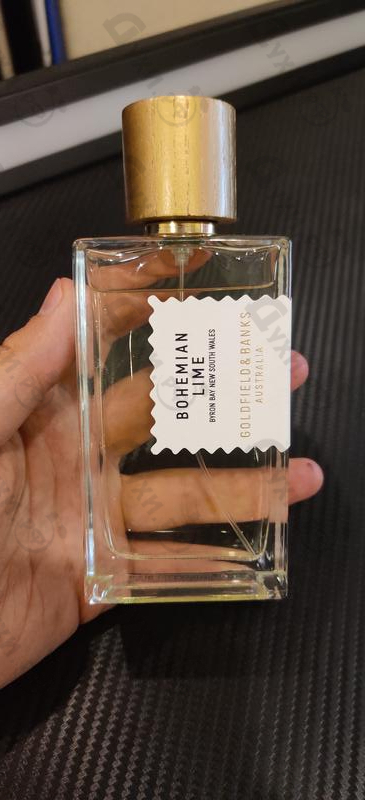 BOHEMIAN
LIME
BYRON BAY NEW SOUTH WALES
GOLDFIELD & BANKS
AUSTRALIA